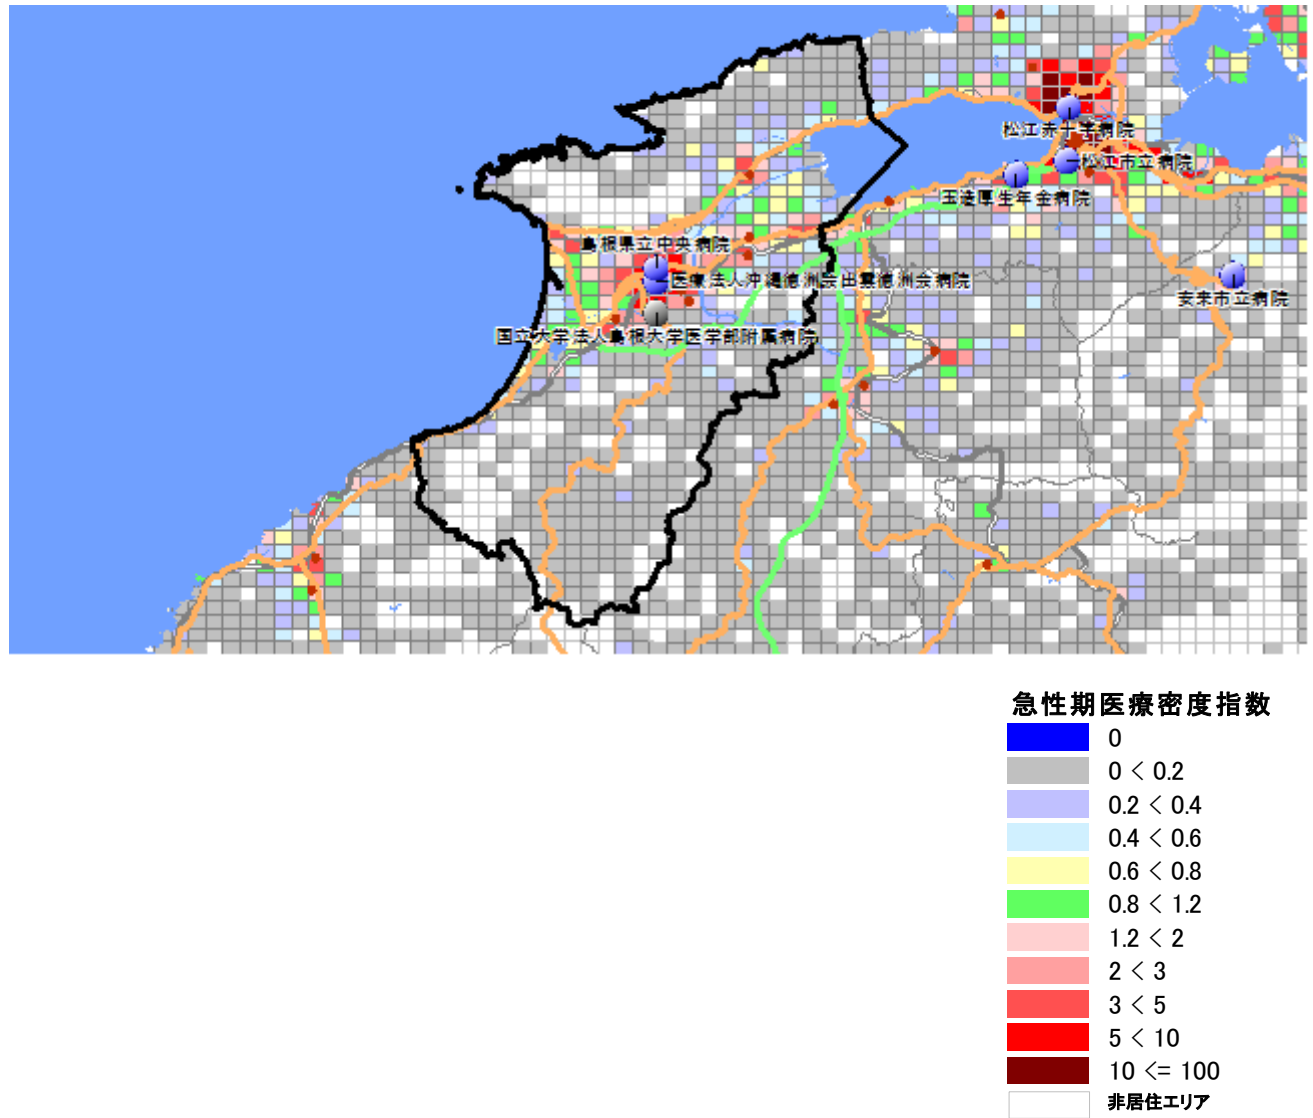 松江赤十字病院
松江市立病院
玉造厚生年金病院
島根県立中央病院
医療法人沖縄徳洲会出雲徳洲会病院
安来市立病院
国立大学法人島根大学医学部附属病院
急性期医療密度指数
0
0 < 0.2
0.2 < 0.4
0.4 < 0.6
0.6 < 0.8
0.8 < 1.2
1.2 < 2
2 < 3
3 < 5
5 < 10
10 <= 100
非居住エリア